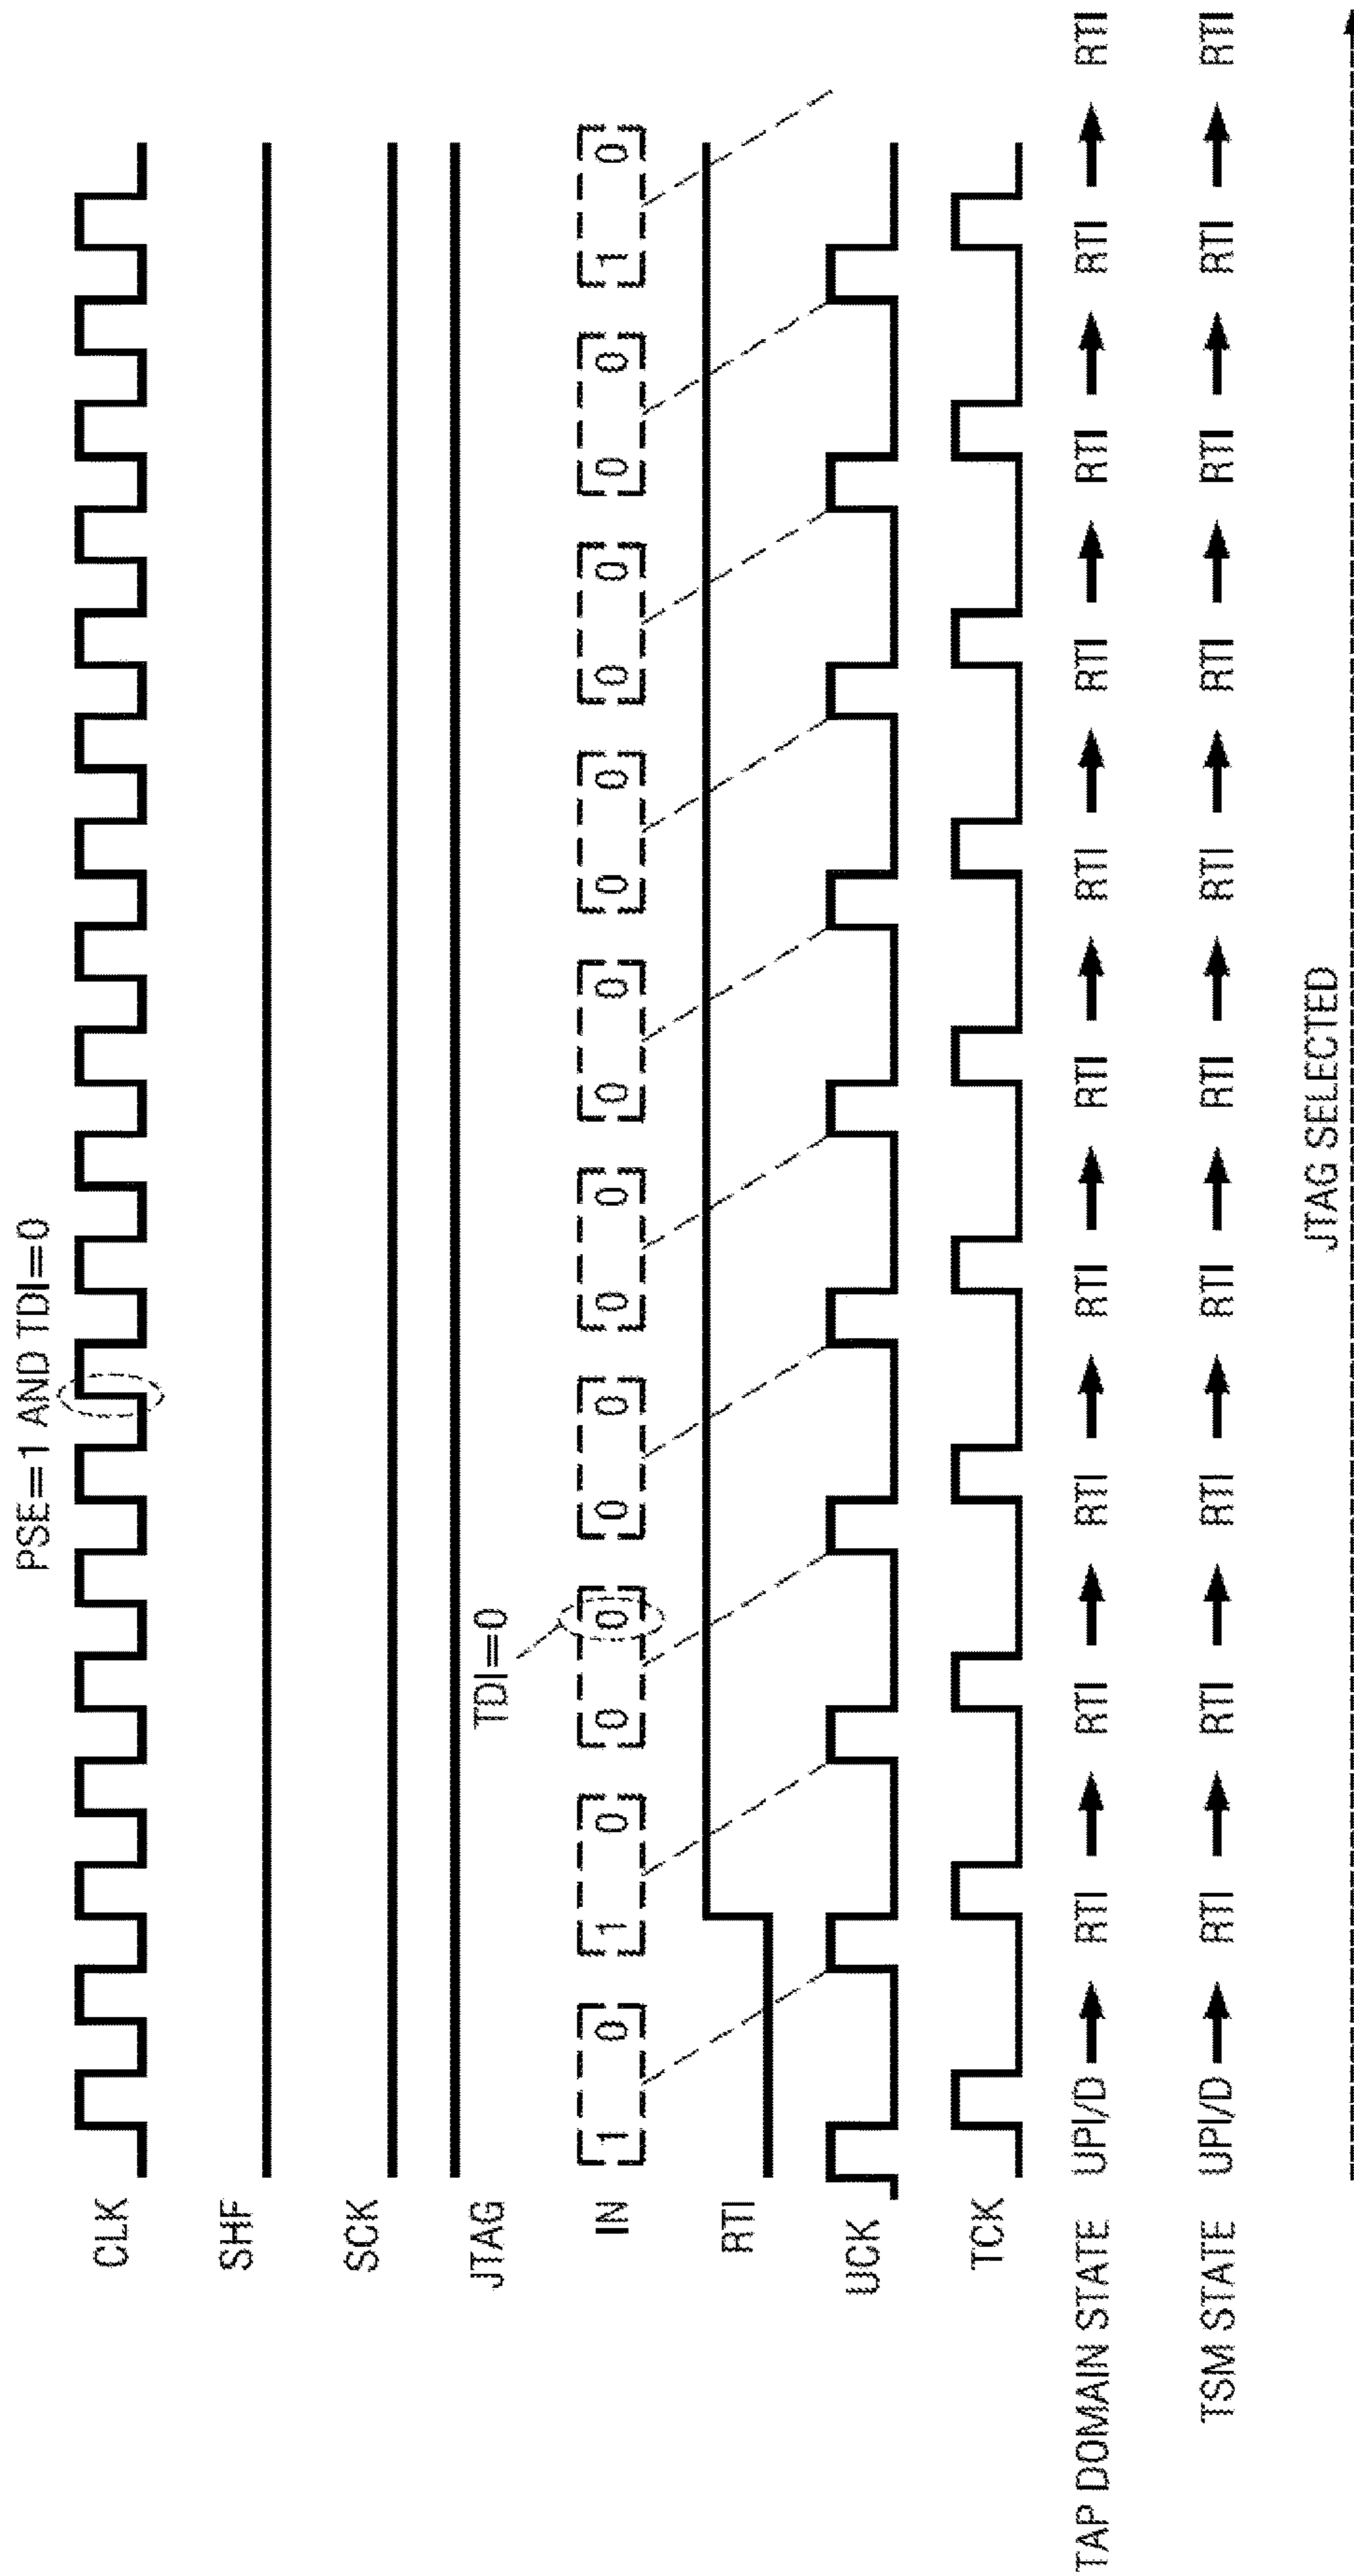 PSE=1 AND TDI=0
CLK
SHF
SCK
JTAG
TDI=0
IN 1 0 1 0 0 0 0 0 0 0 0 0 0 0 0 0 0 0 1 0
RTI
UCK
TCK
TAP DOMAIN STATE UPI/D RTI RTI RTI RTI RTI RTI RTI RTI RTI RTI
TSM STATE UPI/D RTI RTI RTI RTI RTI RTI RTI RTI RTI RTI
JTAG SELECTED